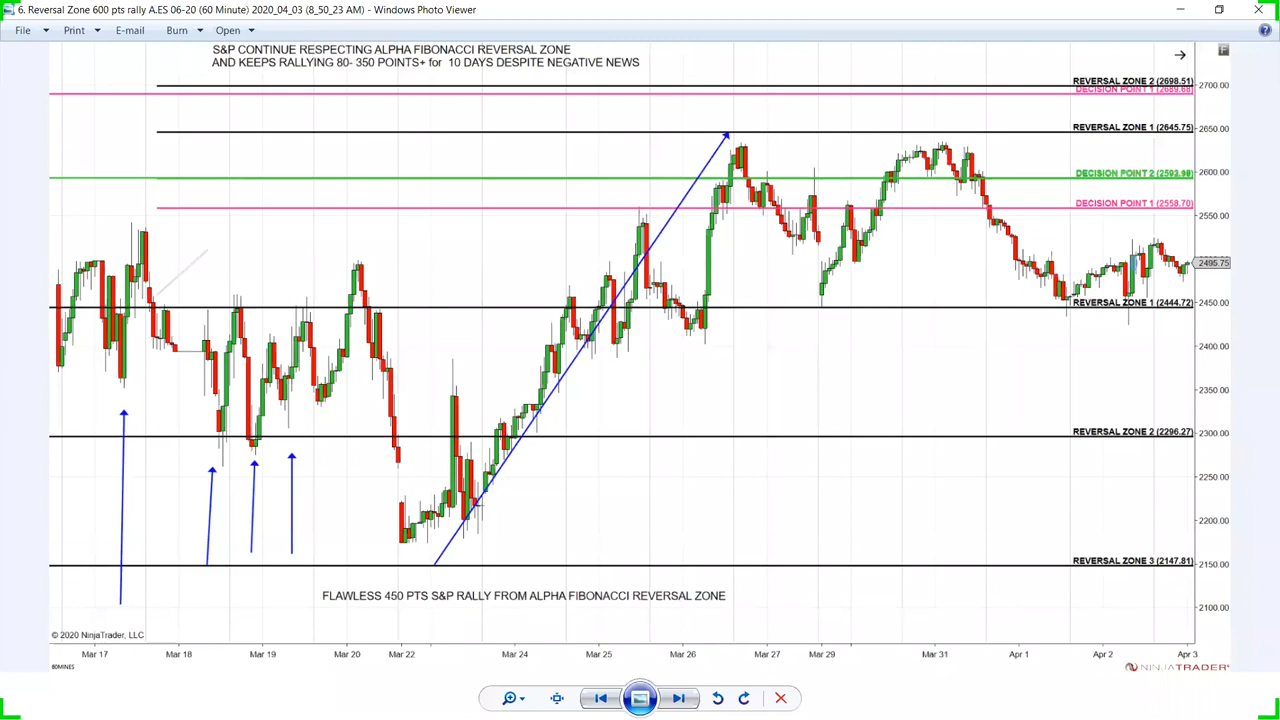 6. Reversal Zone 600 pts rally A.ES 06-20 (60 Minute) 2020_04_03 (8_50_23 AM) - Windows Photo Viewer
File Print E-mail Burn Open
S&P CONTINUE RESPECTING ALPHA FIBONACCI REVERSAL ZONE
AND KEEPS RALLYING 80- 350 POINTS+ for 10 DAYS DESPITE NEGATIVE NEWS
F
REVERSAL ZONE 2 (2698.51)
2700.00
DECISION POINT 1 (2689.68)
REVERSAL ZONE 1 (2645.75)
2650.00
DECISION POINT 2
2600.00
DECISION POINT 1 (2558.70)
2550.00
2495.75
REVERSAL ZONE 1 (2444.72)
2450.00
2400.00
2350.00
REVERSAL ZONE 2 (2296.27)
2300.00
2250.00
2200.00
REVERSAL ZONE 3 (2147.81)
2150.00
FLAWLESS 450 PTS S&P RALLY FROM ALPHA FIBONACCI REVERSAL ZONE
2100.00
© 2020 NinjaTrader, LLC
Mar 17 Mar 18 Mar 19 Mar 20 Mar 22 Mar 24 Mar 25 Mar 26 Mar 27 Mar 29 Mar 31 Apr 1 Apr 2 Apr 3
60MINES
NINJATRADER